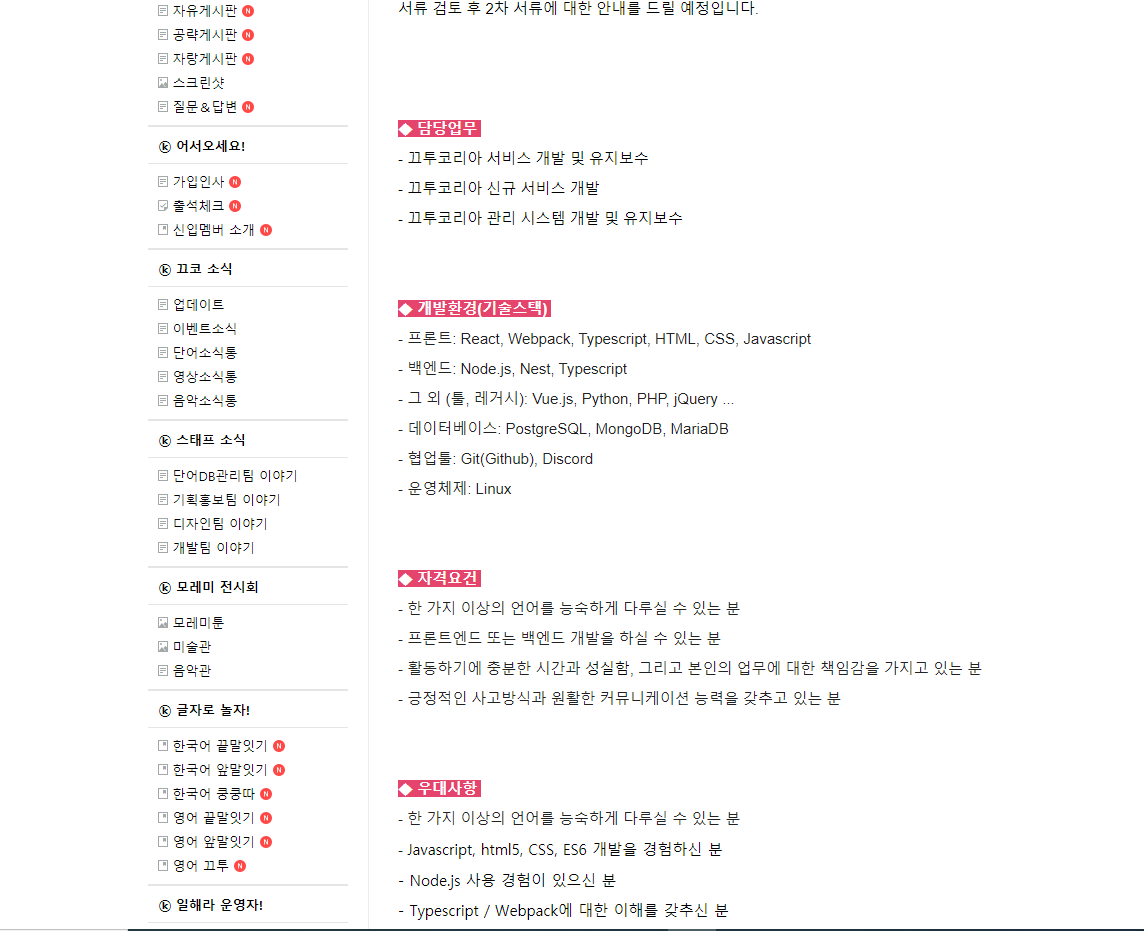 자유게시판 N
공략게시판 N
자랑게시판 N
스크린샷
질문＆답변 N
ⓚ 어서오세요!
가입인사 N
출석체크 N
신입멤버 소개 N
ⓚ 끄코 소식
업데이트
이벤트소식
단어소식통
영상소식통
음악소식통
ⓚ 스태프 소식
단어DB관리팀 이야기
기획홍보팀 이야기
디자인팀 이야기
개발팀 이야기
ⓚ 모레미 전시회
모레미툰
미술관
음악관
ⓚ 글자로 놀자!
한국어 끝말잇기 N
한국어 앞말잇기 N
한국어 쿵쿵따 N
영어 끝말잇기 N
영어 앞말잇기 N
영어 끄투 N
ⓚ 일해라 운영자!
서류 검토 후 2차 서류에 대한 안내를 드릴 예정입니다.
◆ 담당업무
- 끄투코리아 서비스 개발 및 유지보수
- 끄투코리아 신규 서비스 개발
- 끄투코리아 관리 시스템 개발 및 유지보수
◆ 개발환경(기술스택)
- 프론트: React, Webpack, Typescript, HTML, CSS, Javascript
- 백엔드: Node.js, Nest, Typescript
- 그 외 (툴, 레거시): Vue.js, Python, PHP, jQuery ...
- 데이터베이스: PostgreSQL, MongoDB, MariaDB
- 협업툴: Git(Github), Discord
- 운영체제: Linux
◆ 자격요건
- 한 가지 이상의 언어를 능숙하게 다루실 수 있는 분
- 프론트엔드 또는 백엔드 개발을 하실 수 있는 분
- 활동하기에 충분한 시간과 성실함, 그리고 본인의 업무에 대한 책임감을 가지고 있는 분
- 긍정적인 사고방식과 원활한 커뮤니케이션 능력을 갖추고 있는 분
◆ 우대사항
- 한 가지 이상의 언어를 능숙하게 다루실 수 있는 분
- Javascript, html5, CSS, ES6 개발을 경험하신 분
- Node.js 사용 경험이 있으신 분
- Typescript / Webpack에 대한 이해를 갖추신 분